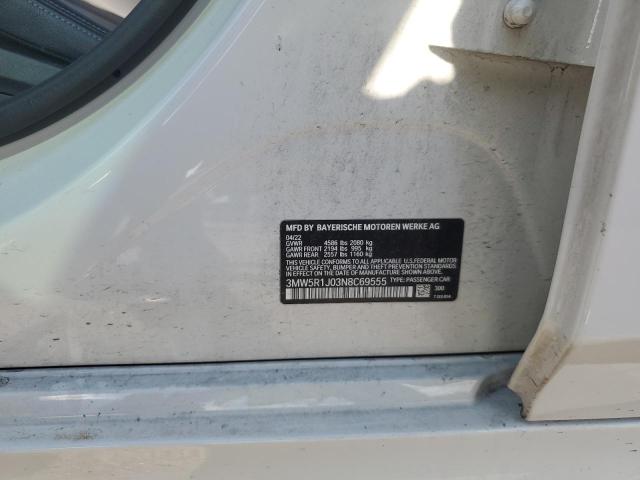 MFD BY BAYERISCHE MOTOREN WERKE AG
04/22
GVWR 4586 lbs 2080 kg
GAWR FRONT 2194 lbs 995 kg
GAWR REAR 2557 lbs 1160 kg
THIS VEHICLE CONFORMS TO ALL APPLICABLE U.S. FEDERAL MOTOR
VEHICLE SAFETY, BUMPER, AND THEFT PREVENTION STANDARDS IN
EFFECT ON THE DATE OF MANUFACTURE SHOWN ABOVE.
3MW5R1J03N8C69555 TYPE: PASSENGER CAR
300